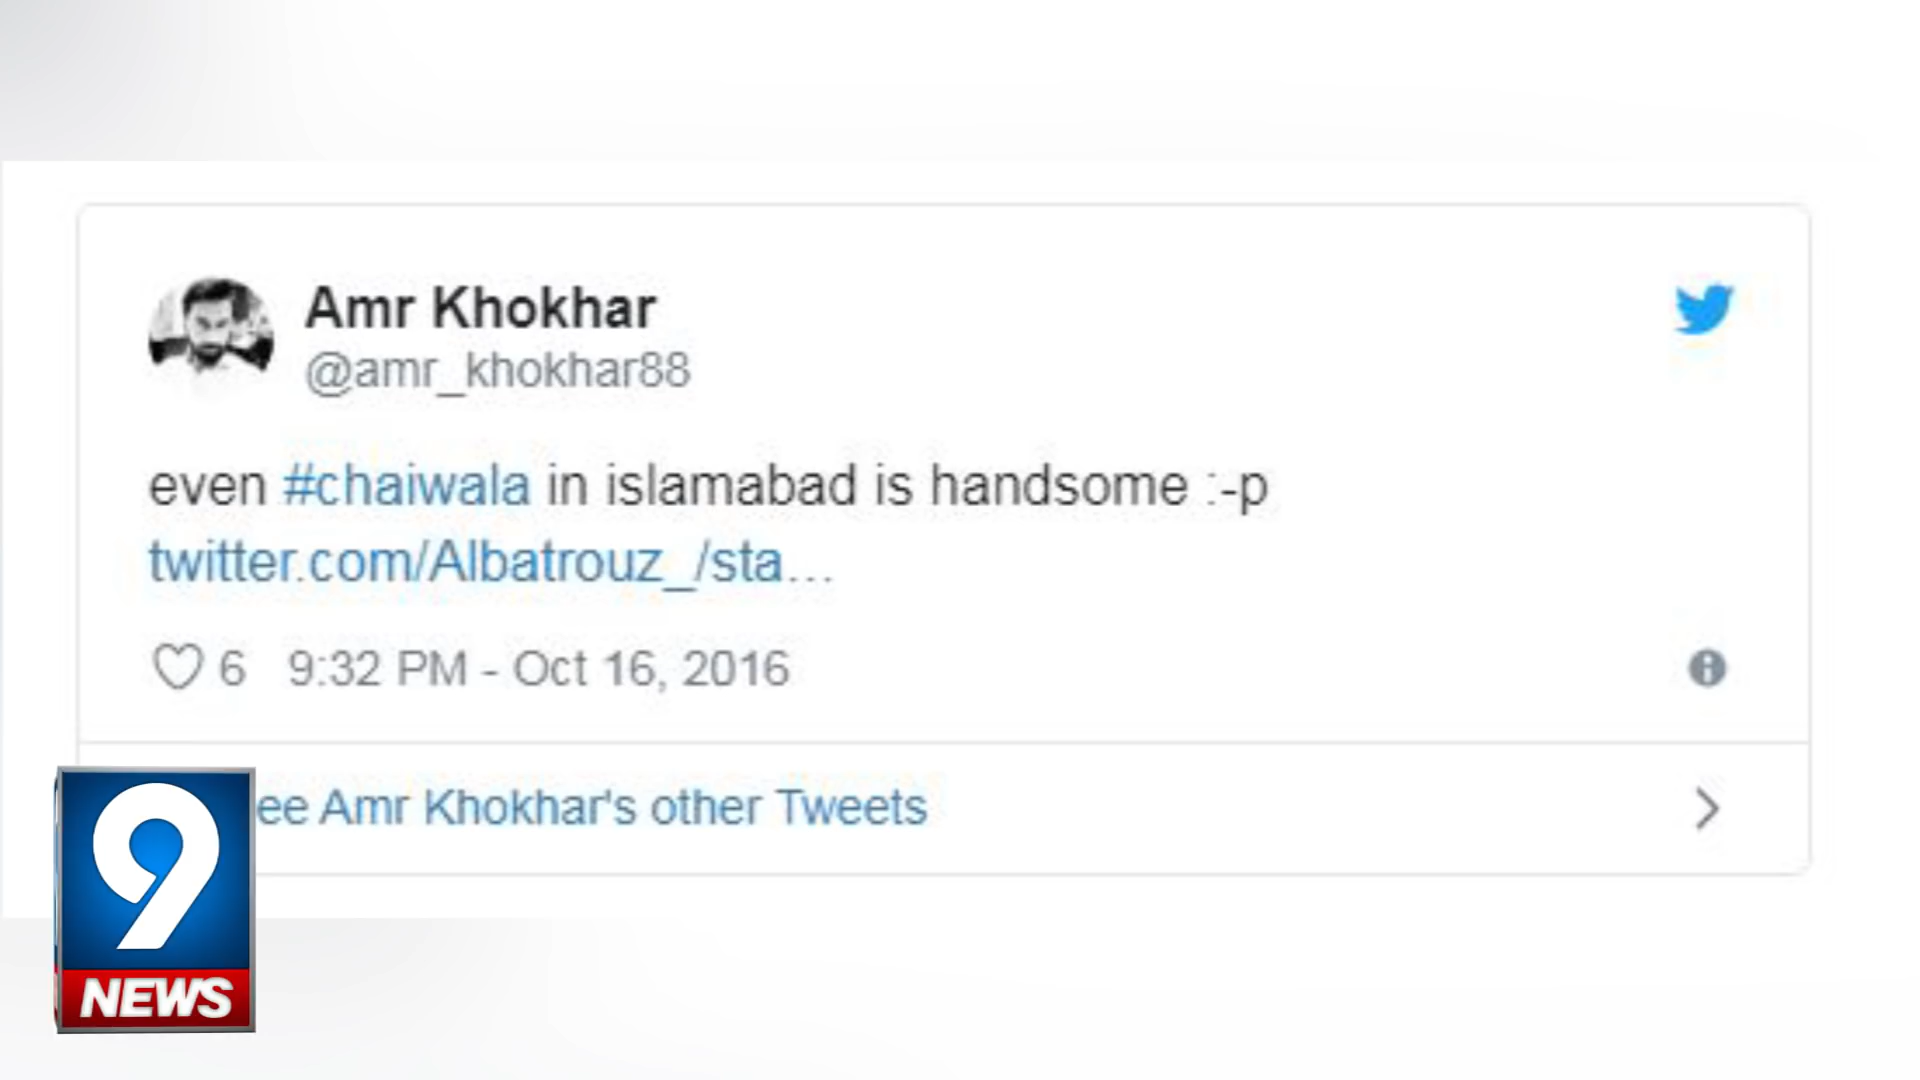 Amr Khokhar
@amr_khokhar88
even #chaiwala in islamabad is handsome :-p
twitter.com/Albatrouz_/sta...
6 9:32 PM - Oct 16, 2016
ee Amr Khokhar's other Tweets
9
NEWS